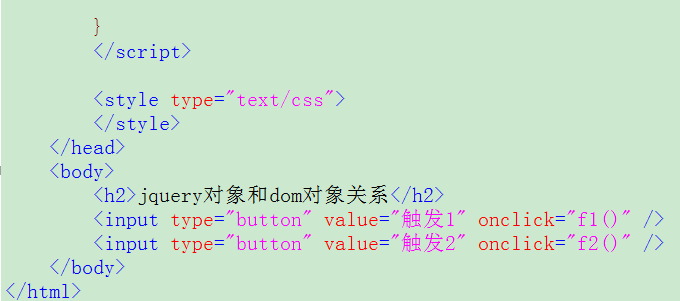 }
</script>
<style type="text/css">
</style>
</head>
<body>
<h2>jquery对象和dom对象关系</h2>
<input type="button" value="触发1" onclick="f1()" />
<input type="button" value="触发2" onclick="f2()" />
</body>
</html>